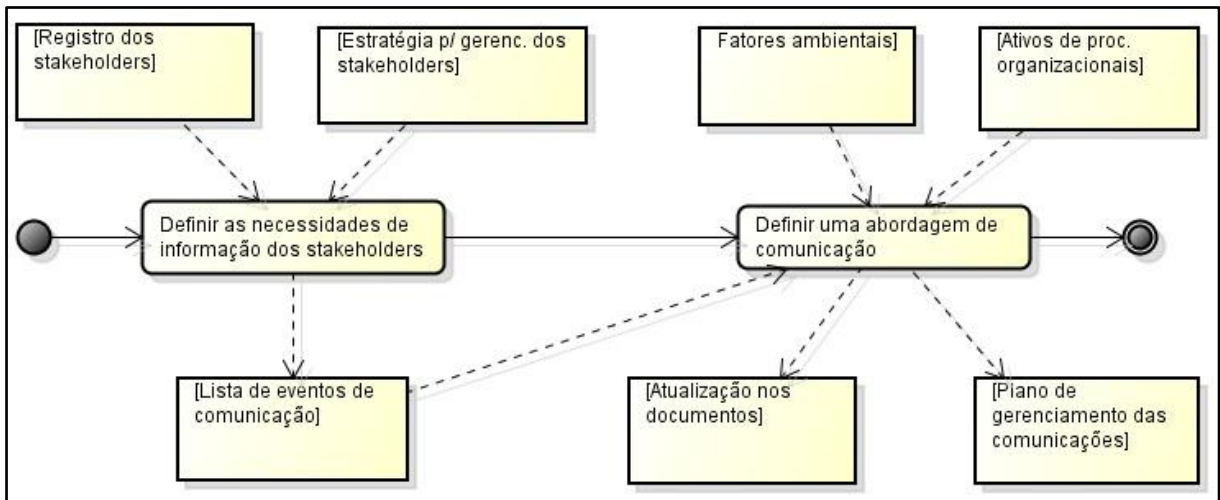 [Registro dos
stakeholders]
[Estratégia p/ gerenc. dos
stakeholders]
Fatores ambientais]
[Ativos de proc.
organizacionais]
Definir as necessidades de
informação dos stakeholders
Definir uma abordagem de
comunicação
[Lista de eventos de
comunicação]
[Atualização nos
documentos]
[Plano de
gerenciamento das
comunicações]